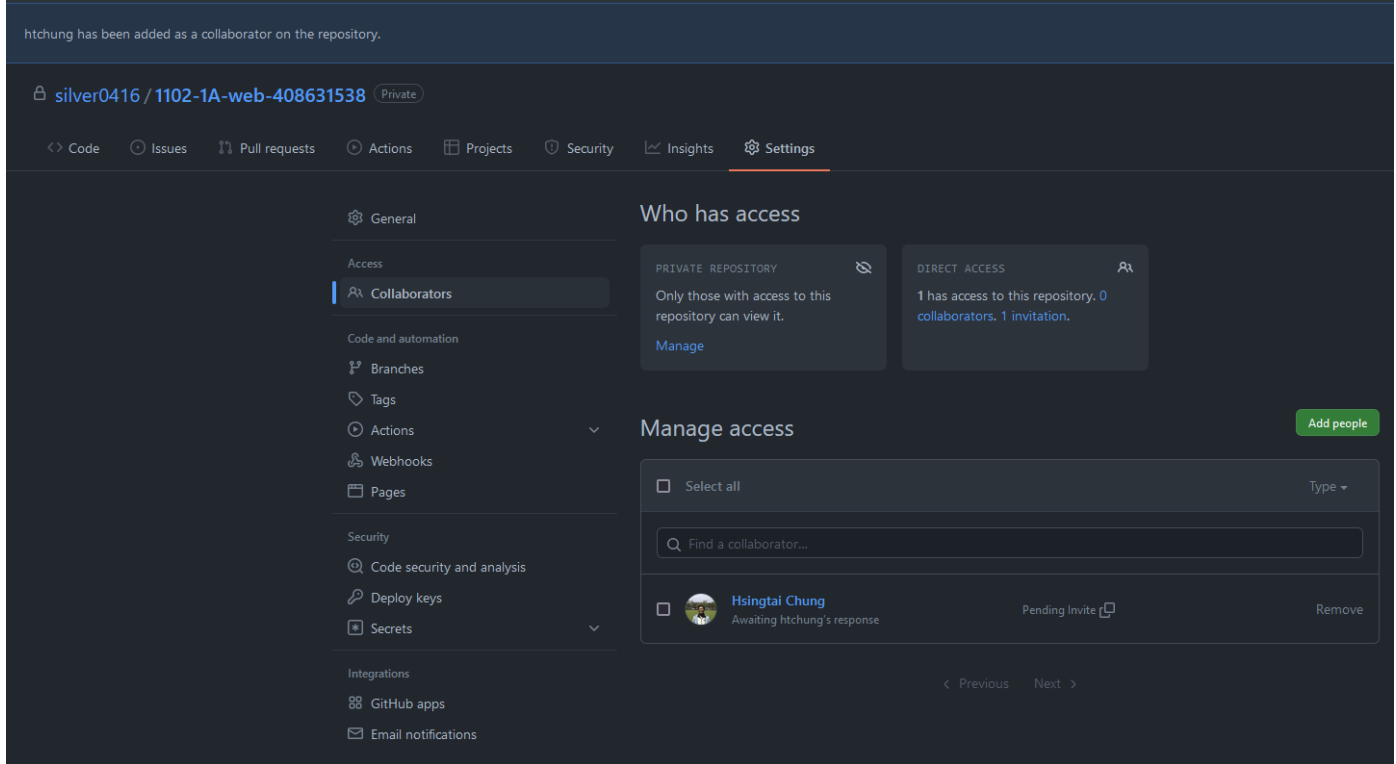 htchung has been added as a collaborator on the repository.
silver0416 / 1102-1A-web-408631538 Private
Code Issues Pull requests Actions Projects Security Insights Settings
General
Access
Collaborators
Code and automation
Branches
Tags
Actions
Webhooks
Pages
Security
Code security and analysis
Deploy keys
Secrets
Integrations
GitHub apps
Email notifications
Who has access
PRIVATE REPOSITORY
Only those with access to this
repository can view it.
Manage
DIRECT ACCESS
1 has access to this repository. 0
collaborators. 1 invitation.
Manage access
Add people
Select all
Type
Find a collaborator...
Hsingtai Chung
Awaiting htchung's response
Pending Invite
Remove
Previous Next